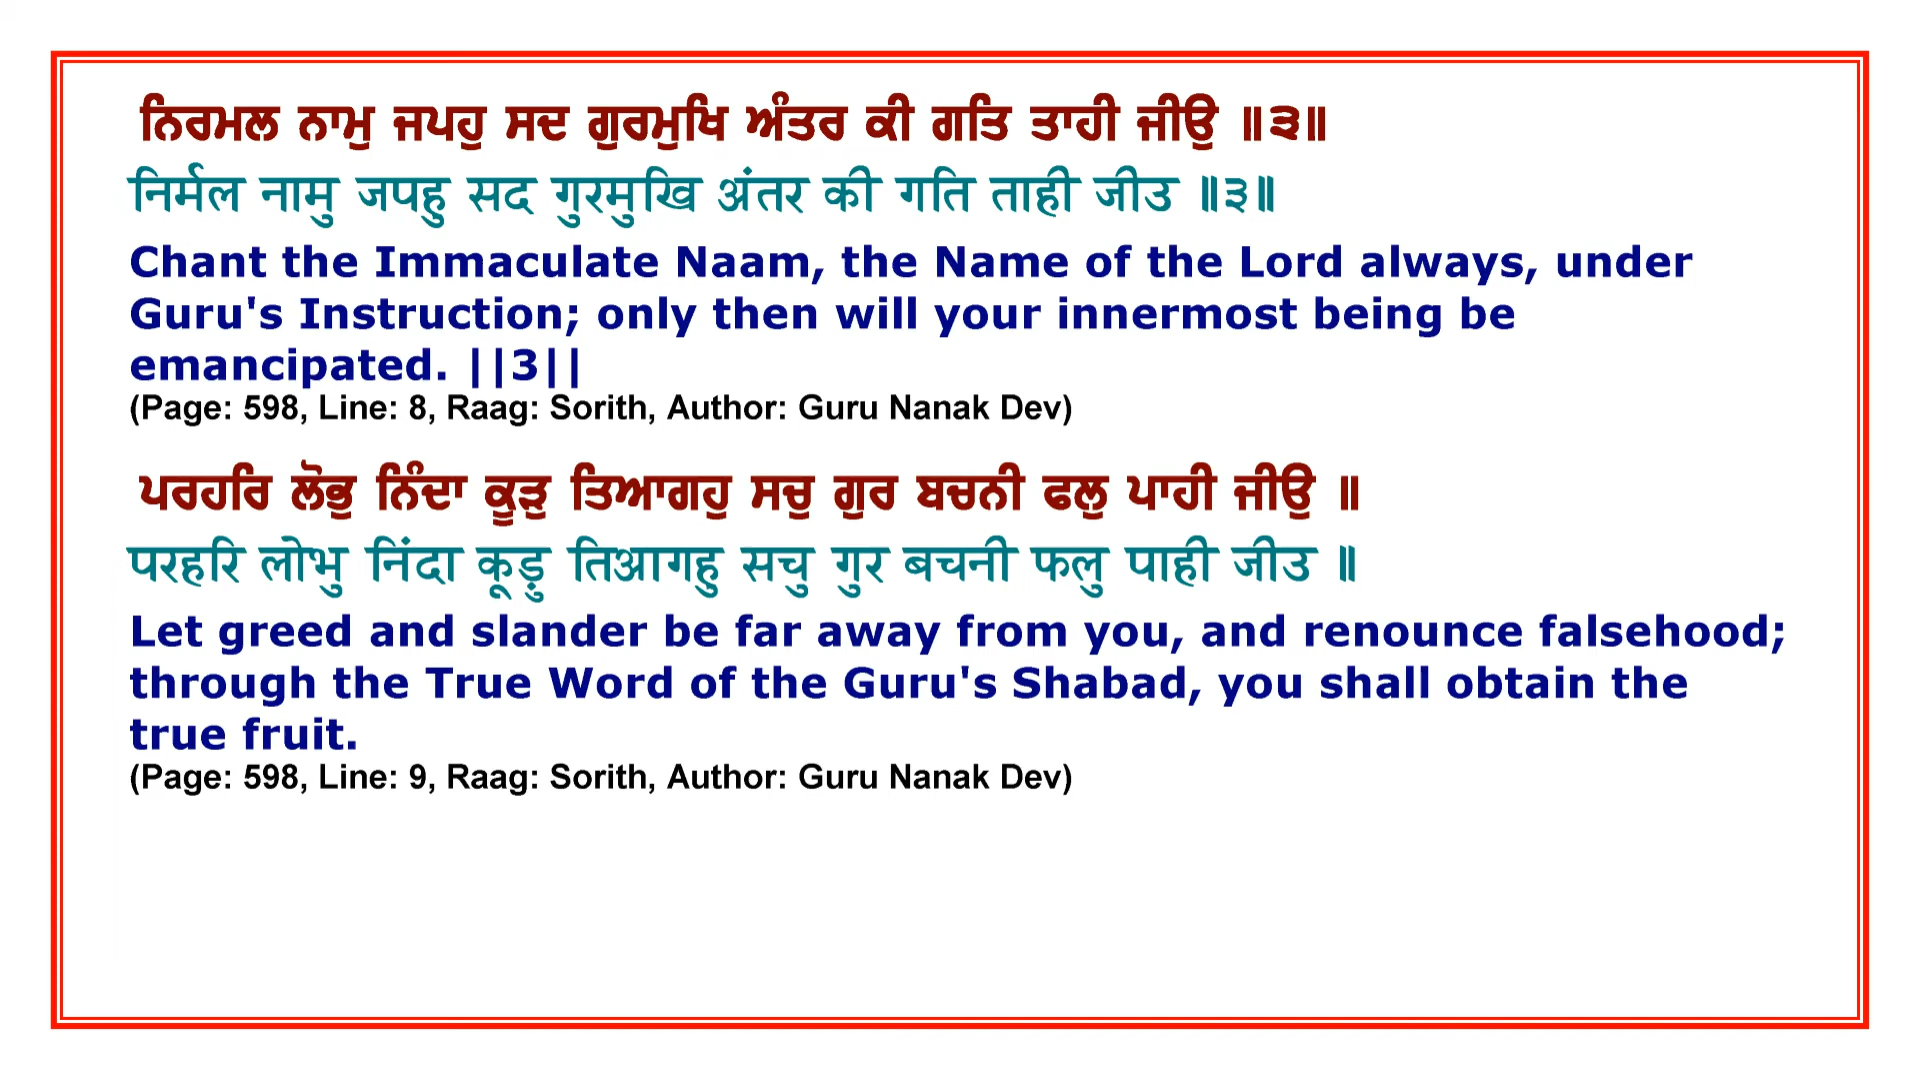 ਨਿਰਮਲ ਨਾਮੁ ਜਪਹੁ ਸਦ ਗੁਰਮੁਖਿ ਅੰਤਰ ਕੀ ਗਤਿ ਤਾਹੀ ਜੀਉ ॥੩॥
निर्मल नामु जपहु सद गुरमुखि अंतर की गति ताही जीउ ॥३॥
Chant the Immaculate Naam, the Name of the Lord always, under
Guru's Instruction; only then will your innermost being be
emancipated. ||3||
(Page: 598, Line: 8, Raag: Sorith, Author: Guru Nanak Dev)
ਪਰਹਰਿ ਲੋਭੁ ਨਿੰਦਾ ਕੂੜੁ ਤਿਆਗਹੁ ਸਚੁ ਗੁਰ ਬਚਨੀ ਫਲੁ ਪਾਹੀ ਜੀਉ ॥
परहरि लोभु निंदा कूड़ु तिआगहु सचु गुर बचनी फलु पाही जीउ ॥
Let greed and slander be far away from you, and renounce falsehood;
through the True Word of the Guru's Shabad, you shall obtain the
true fruit.
(Page: 598, Line: 9, Raag: Sorith, Author: Guru Nanak Dev)